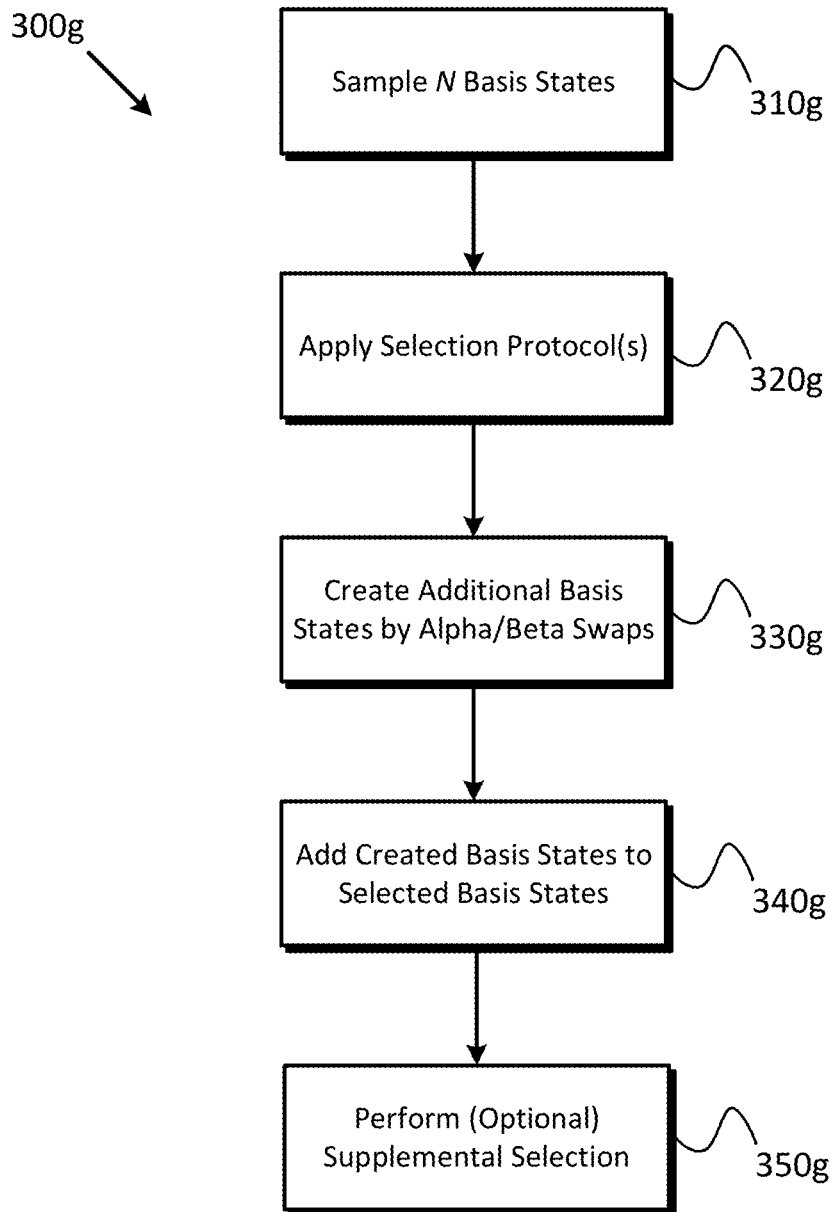 300g
Sample N Basis States
310g
Apply Selection Protocol(s)
320g
Create Additional Basis
States by Alpha/Beta Swaps
330g
Add Created Basis States to
Selected Basis States
340g
Perform (Optional)
Supplemental Selection
350g